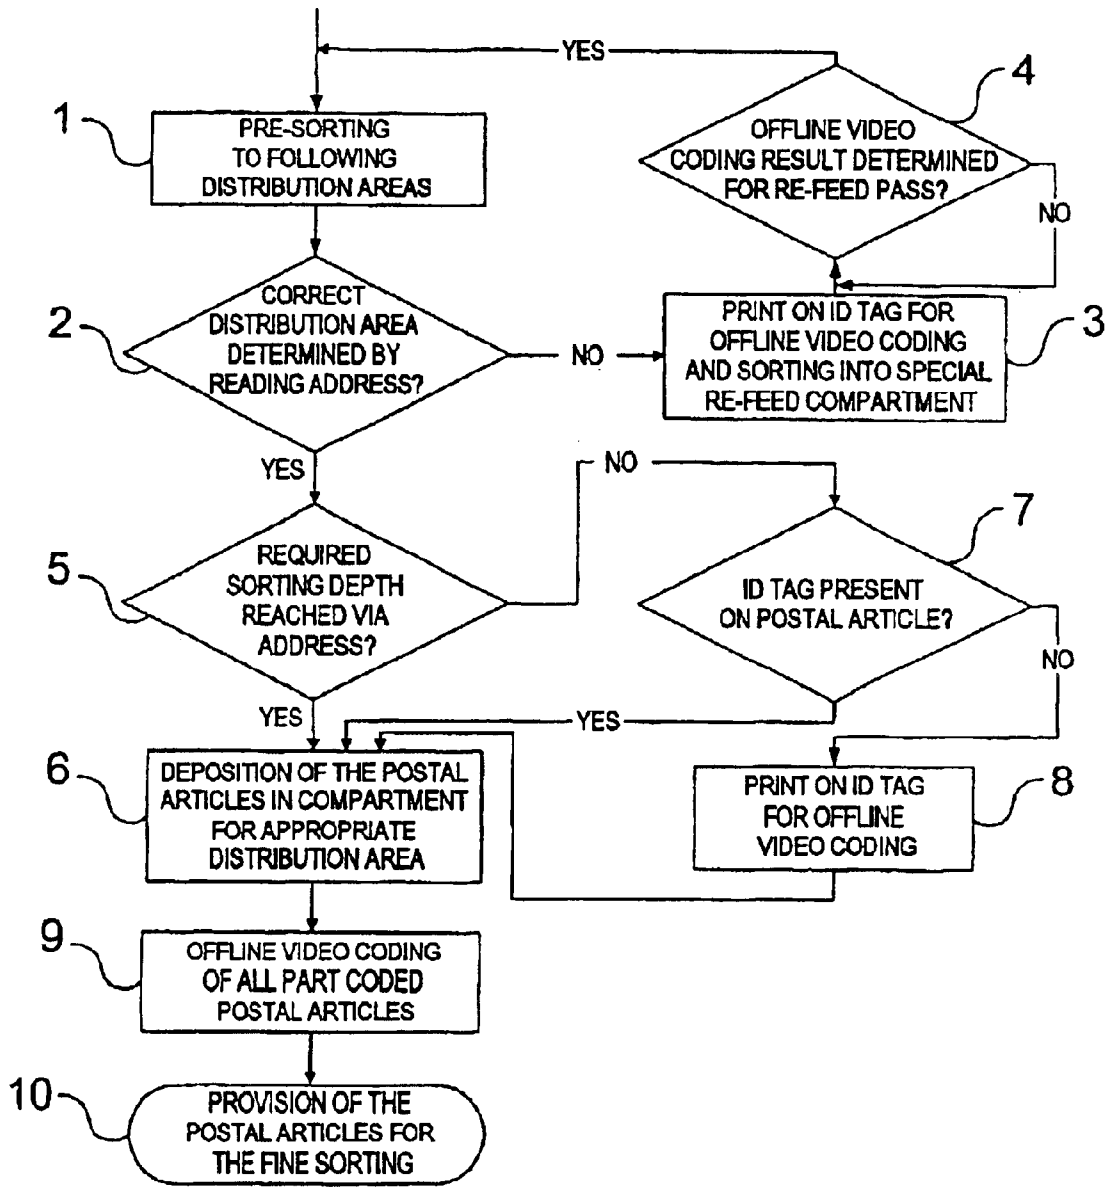 YES
4
1
PRE-SORTING
TO FOLLOWING
DISTRIBUTION AREAS
OFFLINE VIDEO
CODING RESULT DETERMINED
FOR RE-FEED PASS?
NO
2
CORRECT
DISTRIBUTION AREA
DETERMINED BY
READING ADDRESS?
NO
PRINT ON ID TAG FOR
OFFLINE VIDEO CODING
AND SORTING INTO SPECIAL
RE-FEED COMPARTMENT
3
YES
NO
5
REQUIRED
SORTING DEPTH
REACHED VIA
ADDRESS?
7
ID TAG PRESENT
ON POSTAL ARTICLE?
NO
YES
YES
6
DEPOSITION OF THE POSTAL
ARTICLES IN COMPARTMENT
FOR APPROPRIATE
DISTRIBUTION AREA
PRINT ON ID TAG
FOR OFFLINE
VIDEO CODING
8
9
OFFLINE VIDEO CODING
OF ALL PART CODED
POSTAL ARTICLES
10
PROVISION OF THE
POSTAL ARTICLES FOR
THE FINE SORTING